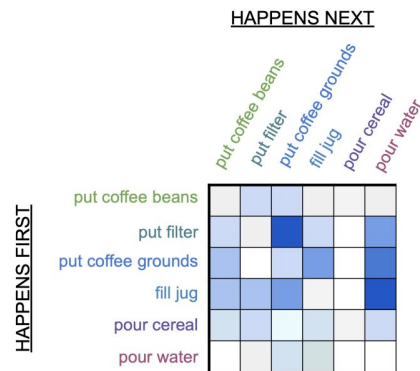 HAPPENS NEXT
put coffee beans
put filter
put coffee grounds
fill jug
pour cereal
pour water
HAPPENS FIRST
put coffee beans
put filter
put coffee grounds
fill jug
pour cereal
pour water